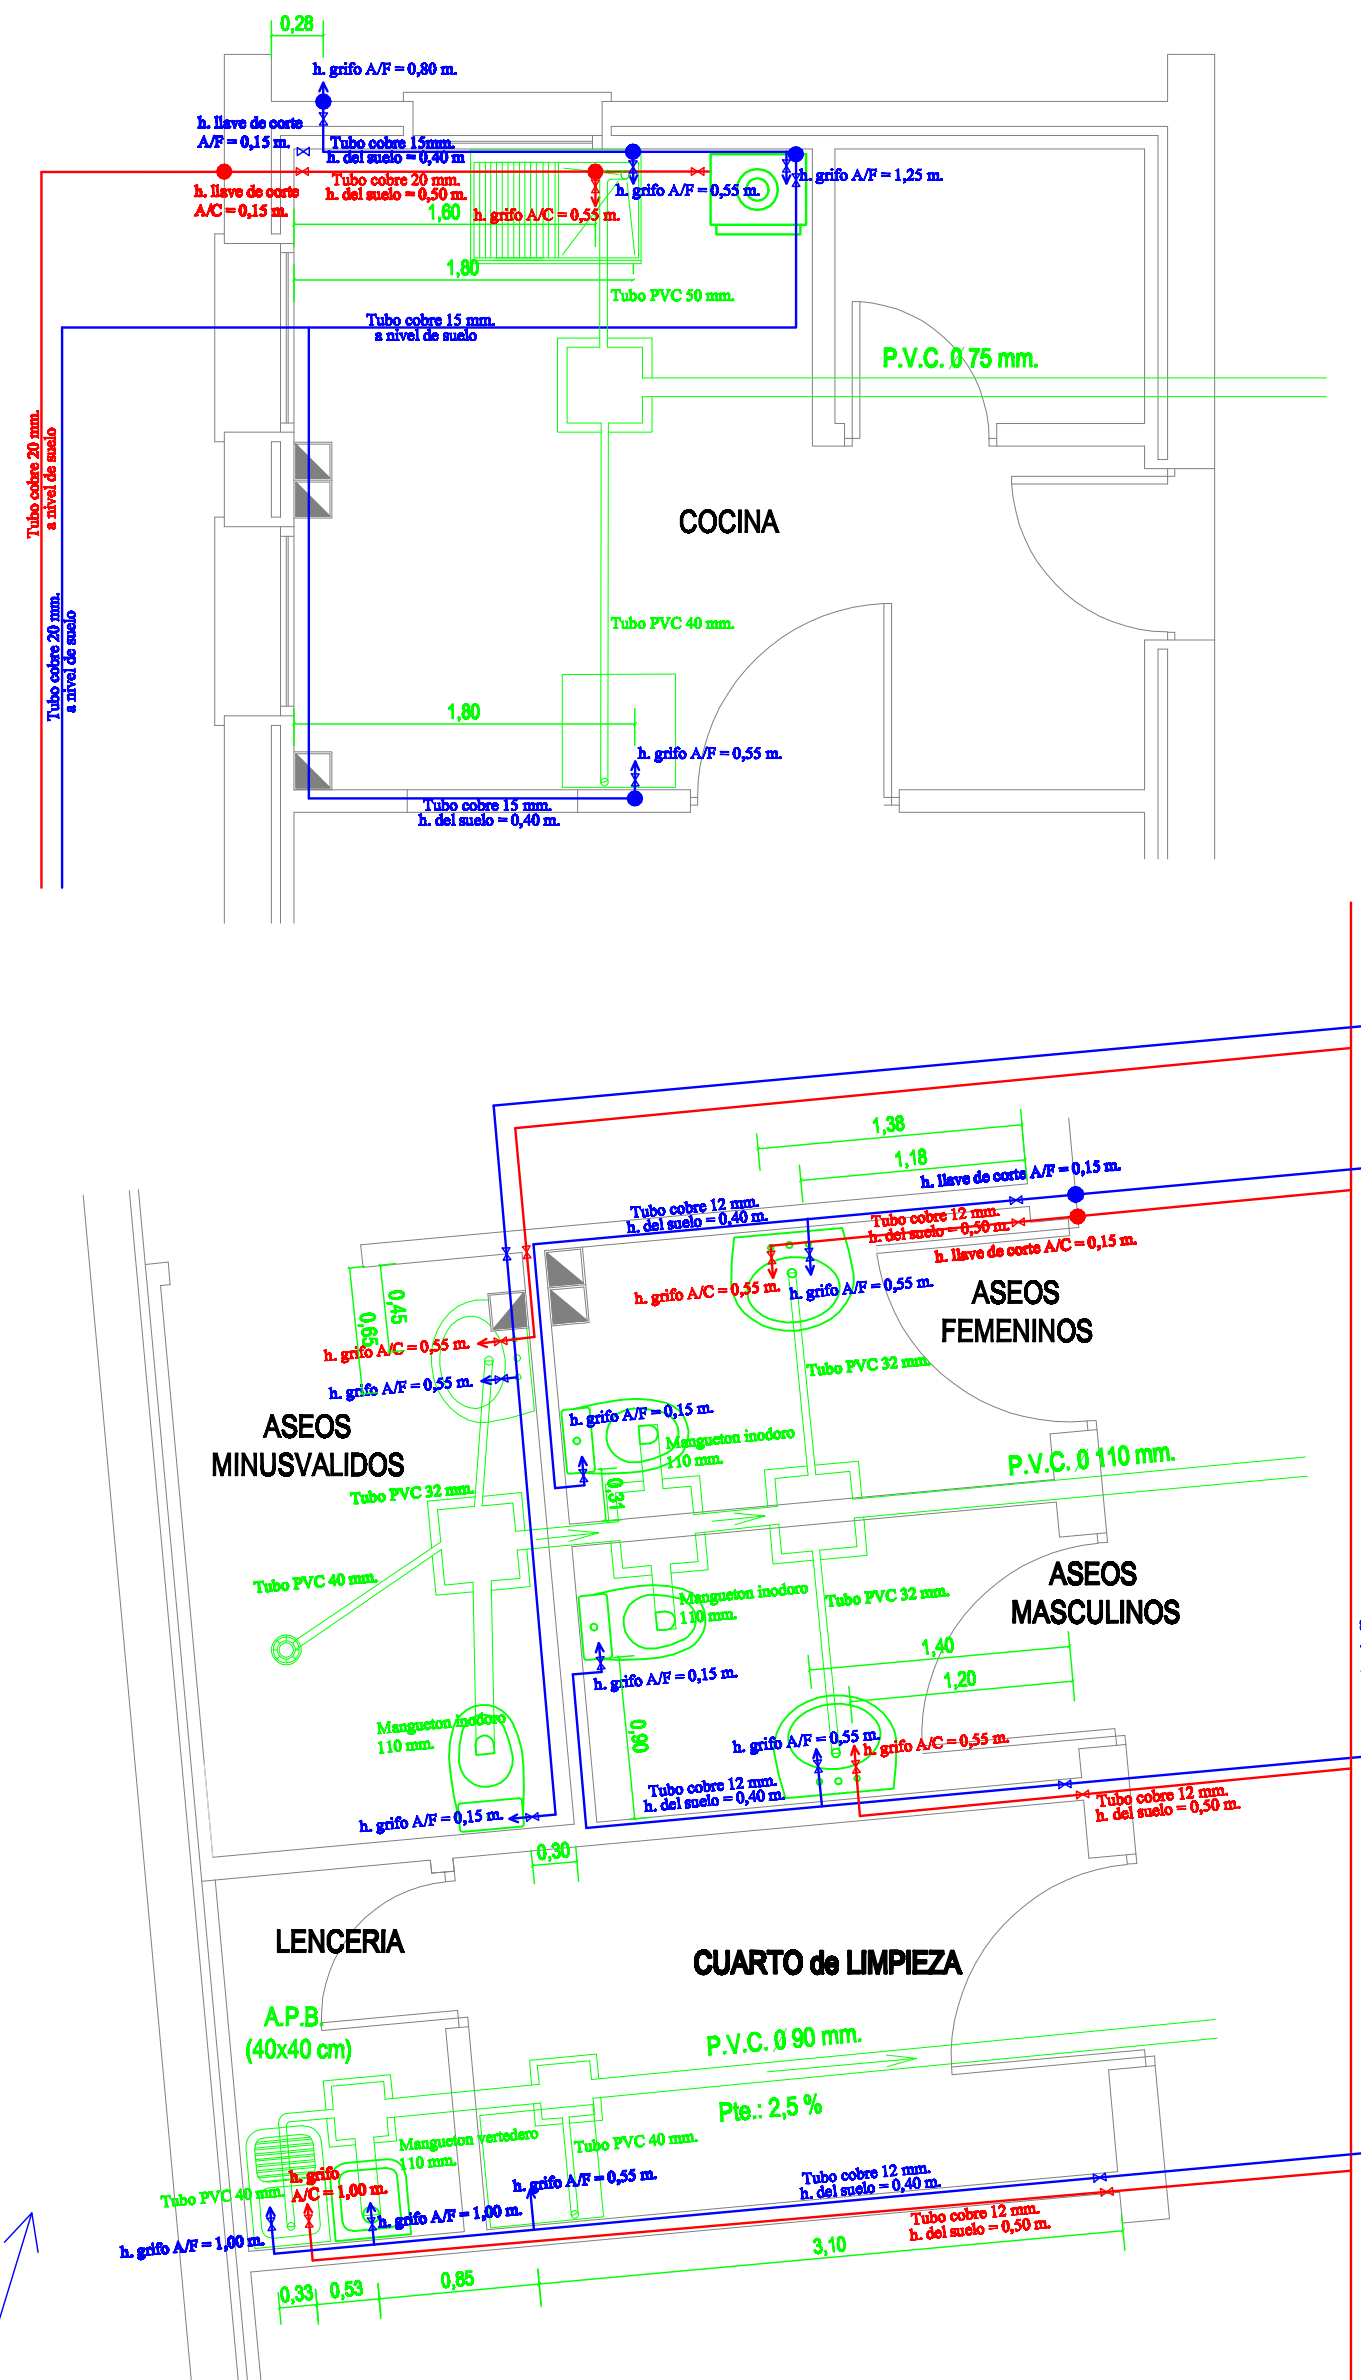 0,28
h. grifo A/F = 0,80 m.
h. llave de corte
A/F = 0,15 m.
Tubo cobre 15mm.
h. del suelo = 0,40 m
h. llave de corte
A/C = 0,15 m.
Tubo cobre 20 mm.
h. del suelo = 0,50 m.
h. grifo A/F = 0,55 m.
h. grifo A/F = 1,25 m.
1,60
h. grifo A/C = 0,55 m.
1,80
Tubo PVC 50 mm.
Tubo cobre 15 mm.
a nivel de suelo
P.V.C. Ø 75 mm.
Tubo cobre 20 mm.
a nivel de suelo
COCINA
Tubo cobre 20 mm.
a nivel de suelo
Tubo PVC 40 mm.
1,80
h. grifo A/F = 0,55 m.
Tubo cobre 15 mm.
h. del suelo = 0,40 m.
1,38
1,18
h. llave de corte A/F = 0,15 m.
Tubo cobre 12 mm.
h. del suelo = 0,40 m.
Tubo cobre 12 mm.
h. del suelo = 0,50 m.
h. llave de corte A/C = 0,15 m.
h. grifo A/C = 0,55 m.
h. grifo A/F = 0,55 m.
ASEOS
FEMENINOS
0,45
0,65
h. grifo A/C = 0,55 m.
h. grifo A/F = 0,55 m.
Tubo PVC 32 mm.
ASEOS
MINUSVALIDOS
h. grifo A/F = 0,15 m.
Mangueton inodoro
110 mm.
P.V.C. Ø 110 mm.
0,31
Tubo PVC 32 mm.
Tubo PVC 40 mm.
Mangueton inodoro
110 mm.
Tubo PVC 32 mm.
ASEOS
MASCULINOS
1,40
1,20
h. grifo A/F = 0,15 m.
Mangueton inodoro
110 mm.
0,90
h. grifo A/F = 0,55 m.
h. grifo A/C = 0,55 m.
Tubo cobre 12 mm.
h. del suelo = 0,40 m.
Tubo cobre 12 mm.
h. del suelo = 0,50 m.
h. grifo A/F = 0,15 m.
0,30
LENCERIA
CUARTO de LIMPIEZA
A.P.B.
(40x40 cm)
P.V.C. Ø 90 mm.
Pte.: 2,5 %
Mangueton vertedero
110 mm.
Tubo PVC 40 mm.
h. grifo
A/C = 1,00 m.
Tubo PVC 40 mm.
h. grifo A/F = 0,55 m.
Tubo cobre 12 mm.
h. del suelo = 0,40 m.
h. grifo A/F = 1,00 m.
h. grifo A/F = 1,00 m.
Tubo cobre 12 mm.
h. del suelo = 0,50 m.
3,10
0,85
0,53
0,33